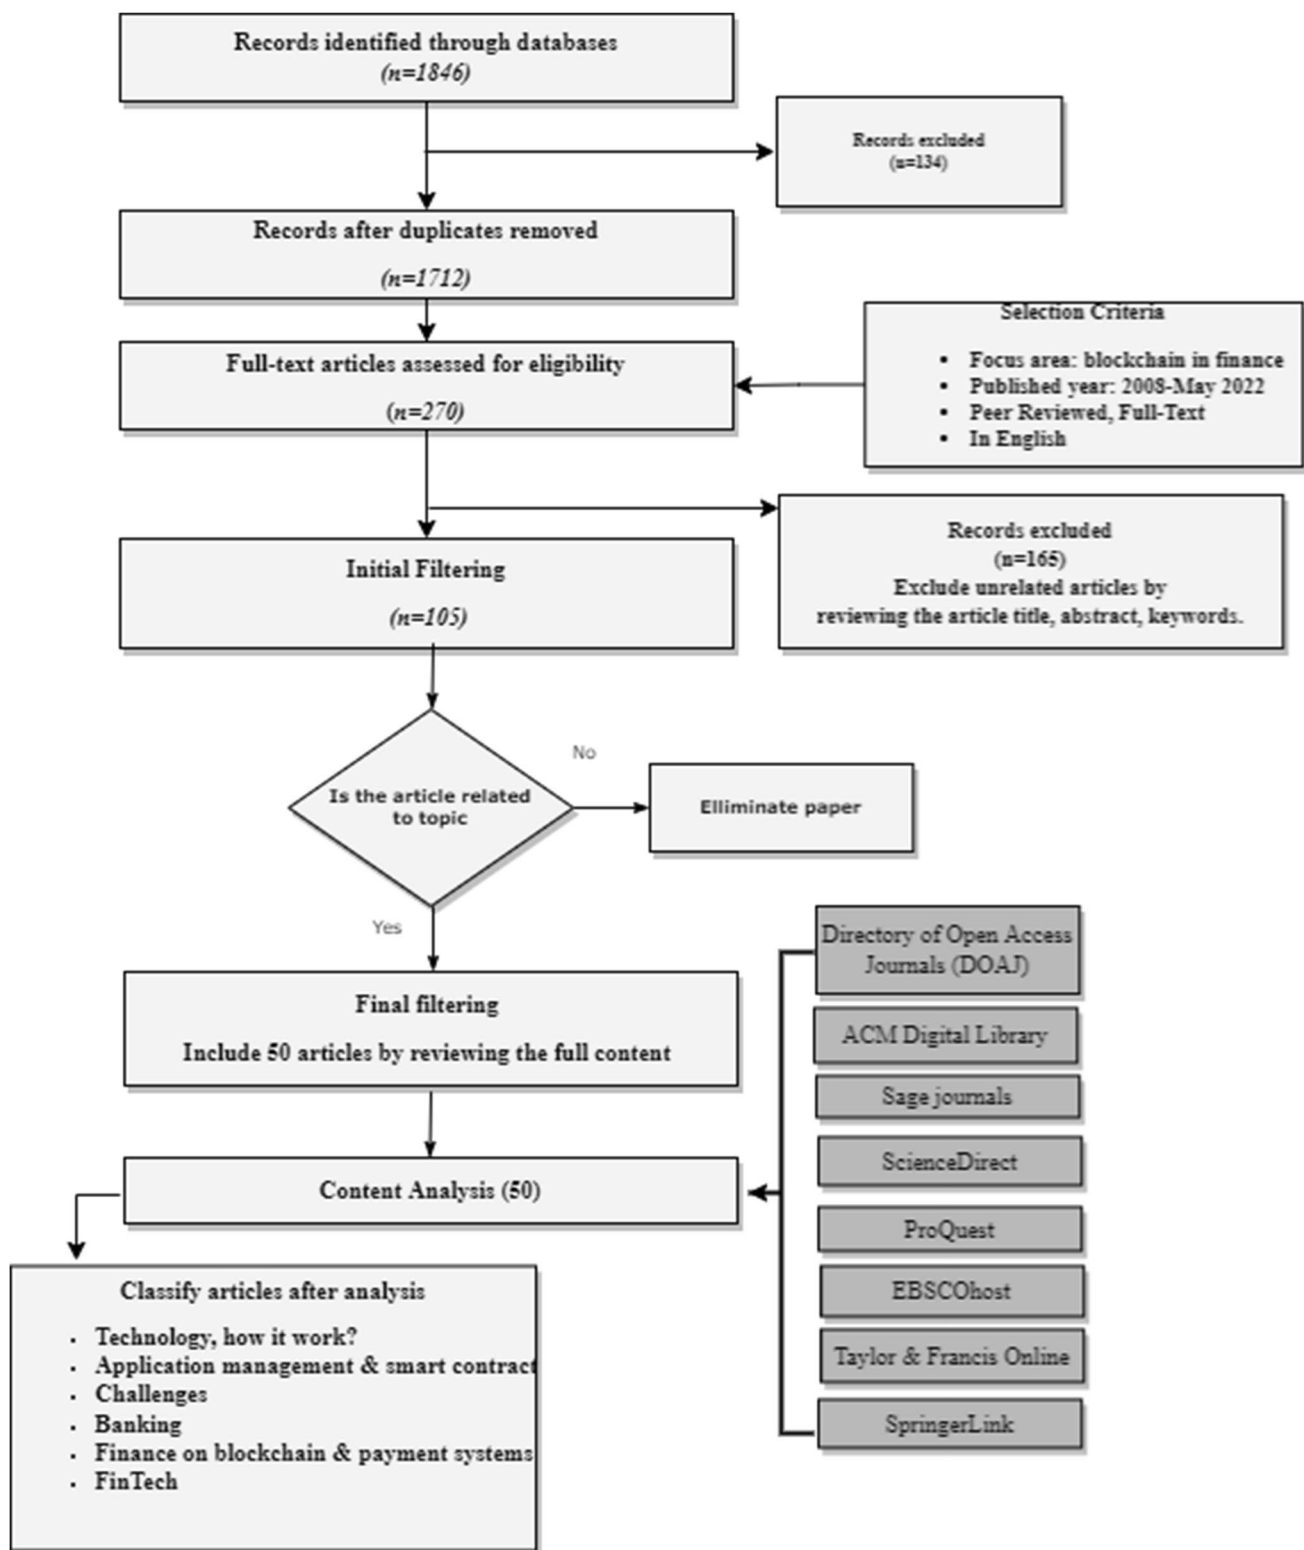 Records identified through databases
(n=1846)
Records excluded
(n=134)
Records after duplicates removed
(n=1712)
Selection Criteria
▪ Focus area: blockchain in finance
▪ Published year: 2008-May 2022
▪ Peer Reviewed, Full-Text
▪ In English
Full-text articles assessed for eligibility
(n=270)
Records excluded
(n=165)
Exclude unrelated articles by
reviewing the article title, abstract, keywords.
Initial Filtering
(n=105)
Is the article related
to topic
No
Elliminate paper
Yes
Final filtering
Include 50 articles by reviewing the full content
Directory of Open Access
Journals (DOAJ)
ACM Digital Library
Sage journals
ScienceDirect
ProQuest
EBSCOhost
Taylor & Francis Online
SpringerLink
Content Analysis (50)
Classify articles after analysis
• Technology, how it work?
• Application management & smart contract
• Challenges
• Banking
• Finance on blockchain & payment systems
• FinTech